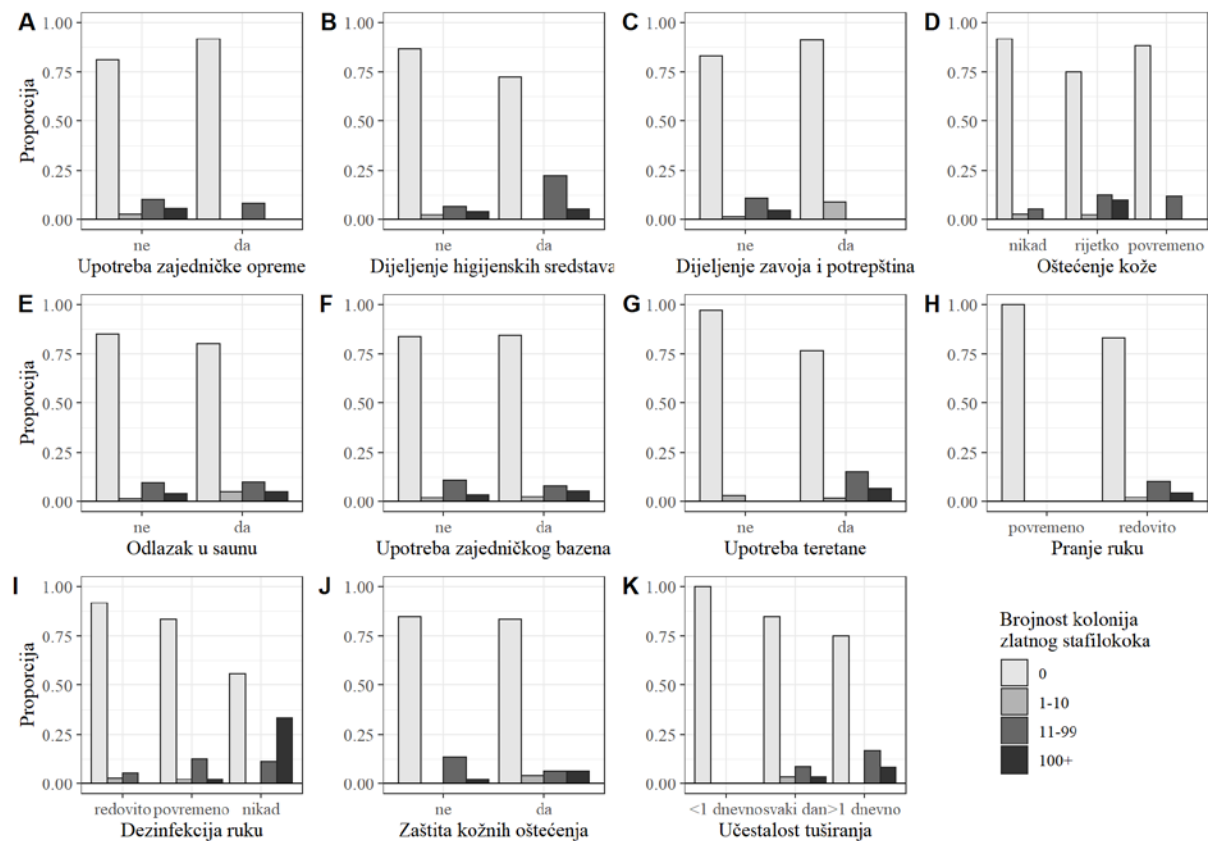 A
B
C
D
Proporcija
1.00
0.75
0.50
0.25
0.00
ne
da
Upotreba zajedničke opreme
1.00
0.75
0.50
0.25
0.00
ne
da
Dijeljenje higijenskih sredstava
1.00
0.75
0.50
0.25
0.00
ne
da
Dijeljenje zavoja i potrepština
1.00
0.75
0.50
0.25
0.00
nikad
rijetko
povremeno
Oštećenje kože
E
F
G
H
Proporcija
1.00
0.75
0.50
0.25
0.00
ne
da
Odlazak u saunu
1.00
0.75
0.50
0.25
0.00
ne
da
Upotreba zajedničkog bazena
1.00
0.75
0.50
0.25
0.00
ne
da
Upotreba teretane
1.00
0.75
0.50
0.25
0.00
povremeno
redovito
Pranje ruku
I
J
K
Proporcija
1.00
0.75
0.50
0.25
0.00
redovito
povremeno
nikad
Dezinfekcija ruku
1.00
0.75
0.50
0.25
0.00
ne
da
Zaštita kožnih oštećenja
1.00
0.75
0.50
0.25
0.00
<1 dnevno
svaki dan
>1 dnevno
Učestalost tuširanja
Brojnost kolonija
zlatnog stafilokoka
0
1-10
11-99
100+